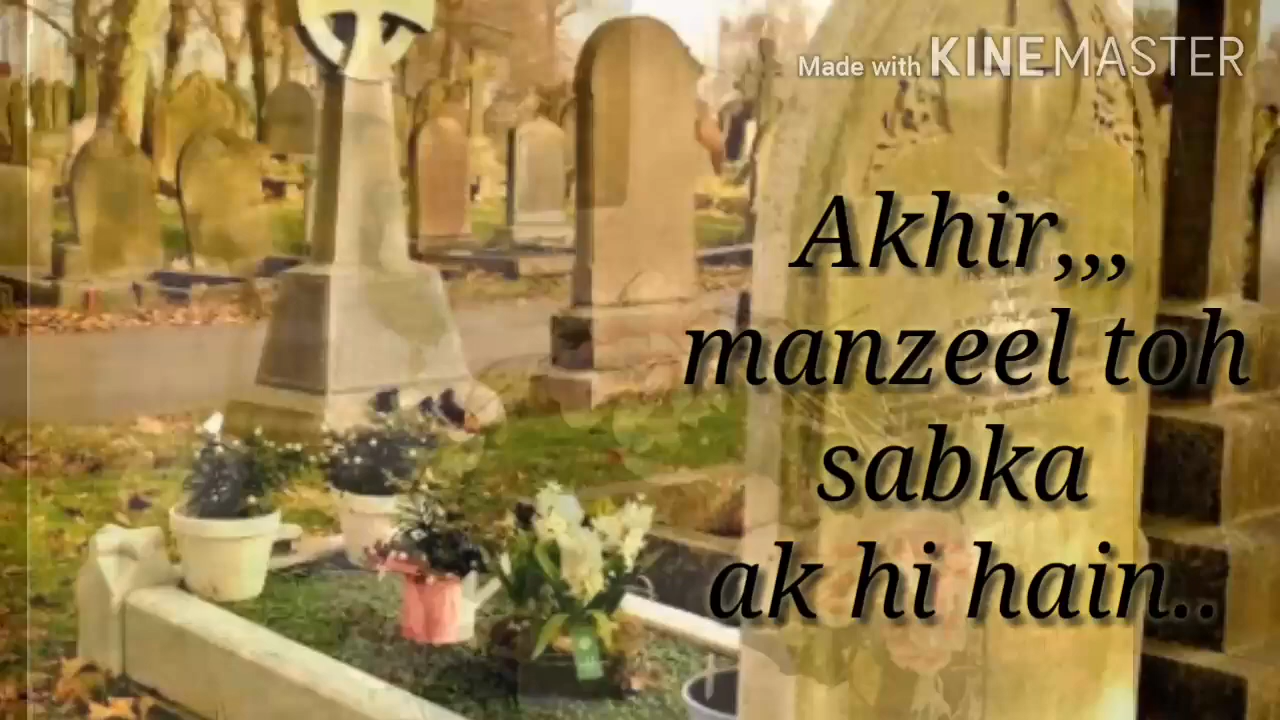 Made with KINEMASTER
Akhir,,,
manzeel toh
sabka
ak hi hain..